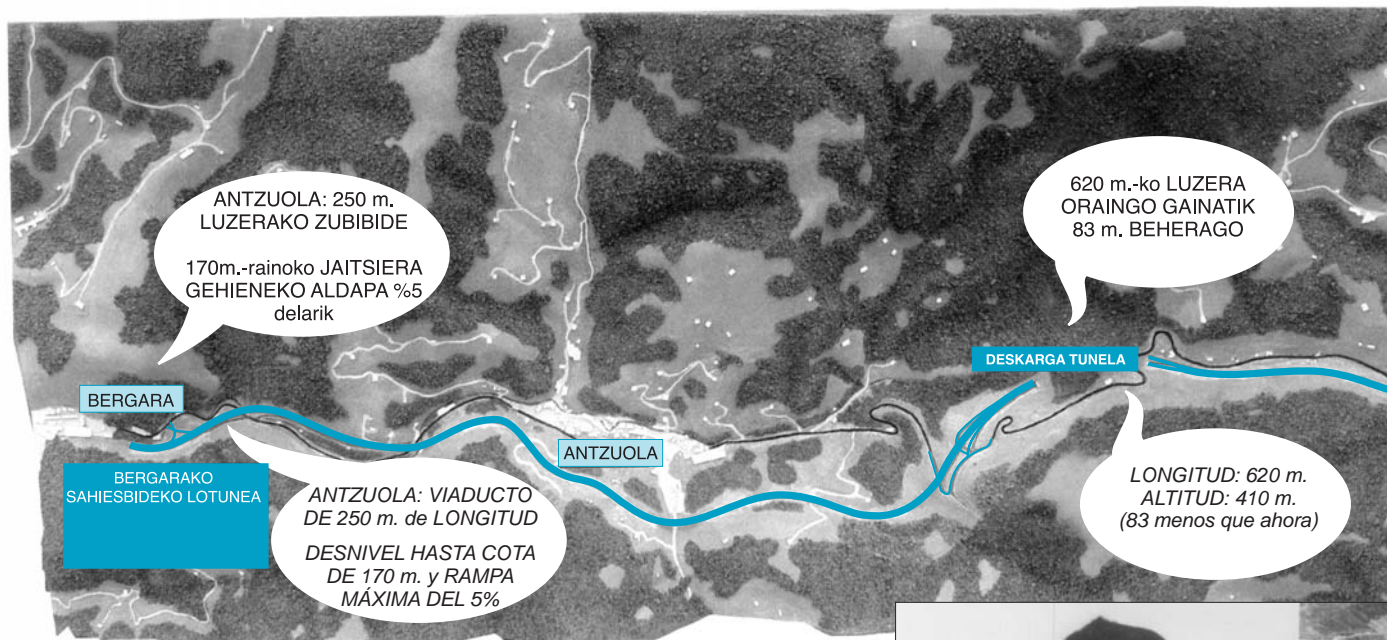 ANTZUOLA: 250 m.
LUZERAKO ZUBIBIDE
170m.-rainoko JAITSIERA
GEHIENEKO ALDAPA %5
delarik
620 m.-ko LUZERA
ORAINGO GAINATIK
83 m. BEHERAGO
DESKARGA TUNELA
BERGARA
ANTZUOLA
BERGARAKO
SAHIESBIDEKO LOTUNEA
ANTZUOLA: VIADUCTO
DE 250 m. de LONGITUD
DESNIVEL HASTA COTA
DE 170 m. y RAMPA
MÁXIMA DEL 5%
LONGITUD: 620 m.
ALTITUD: 410 m.
(83 menos que ahora)